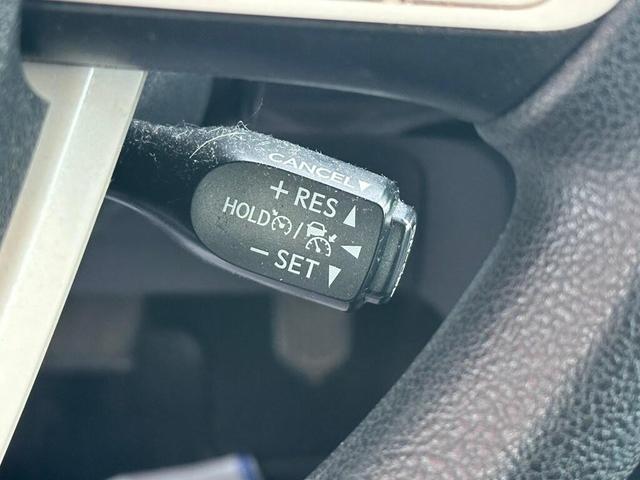 CANCEL▼
+ RES ▲
HOLD / ◀
− SET ▼